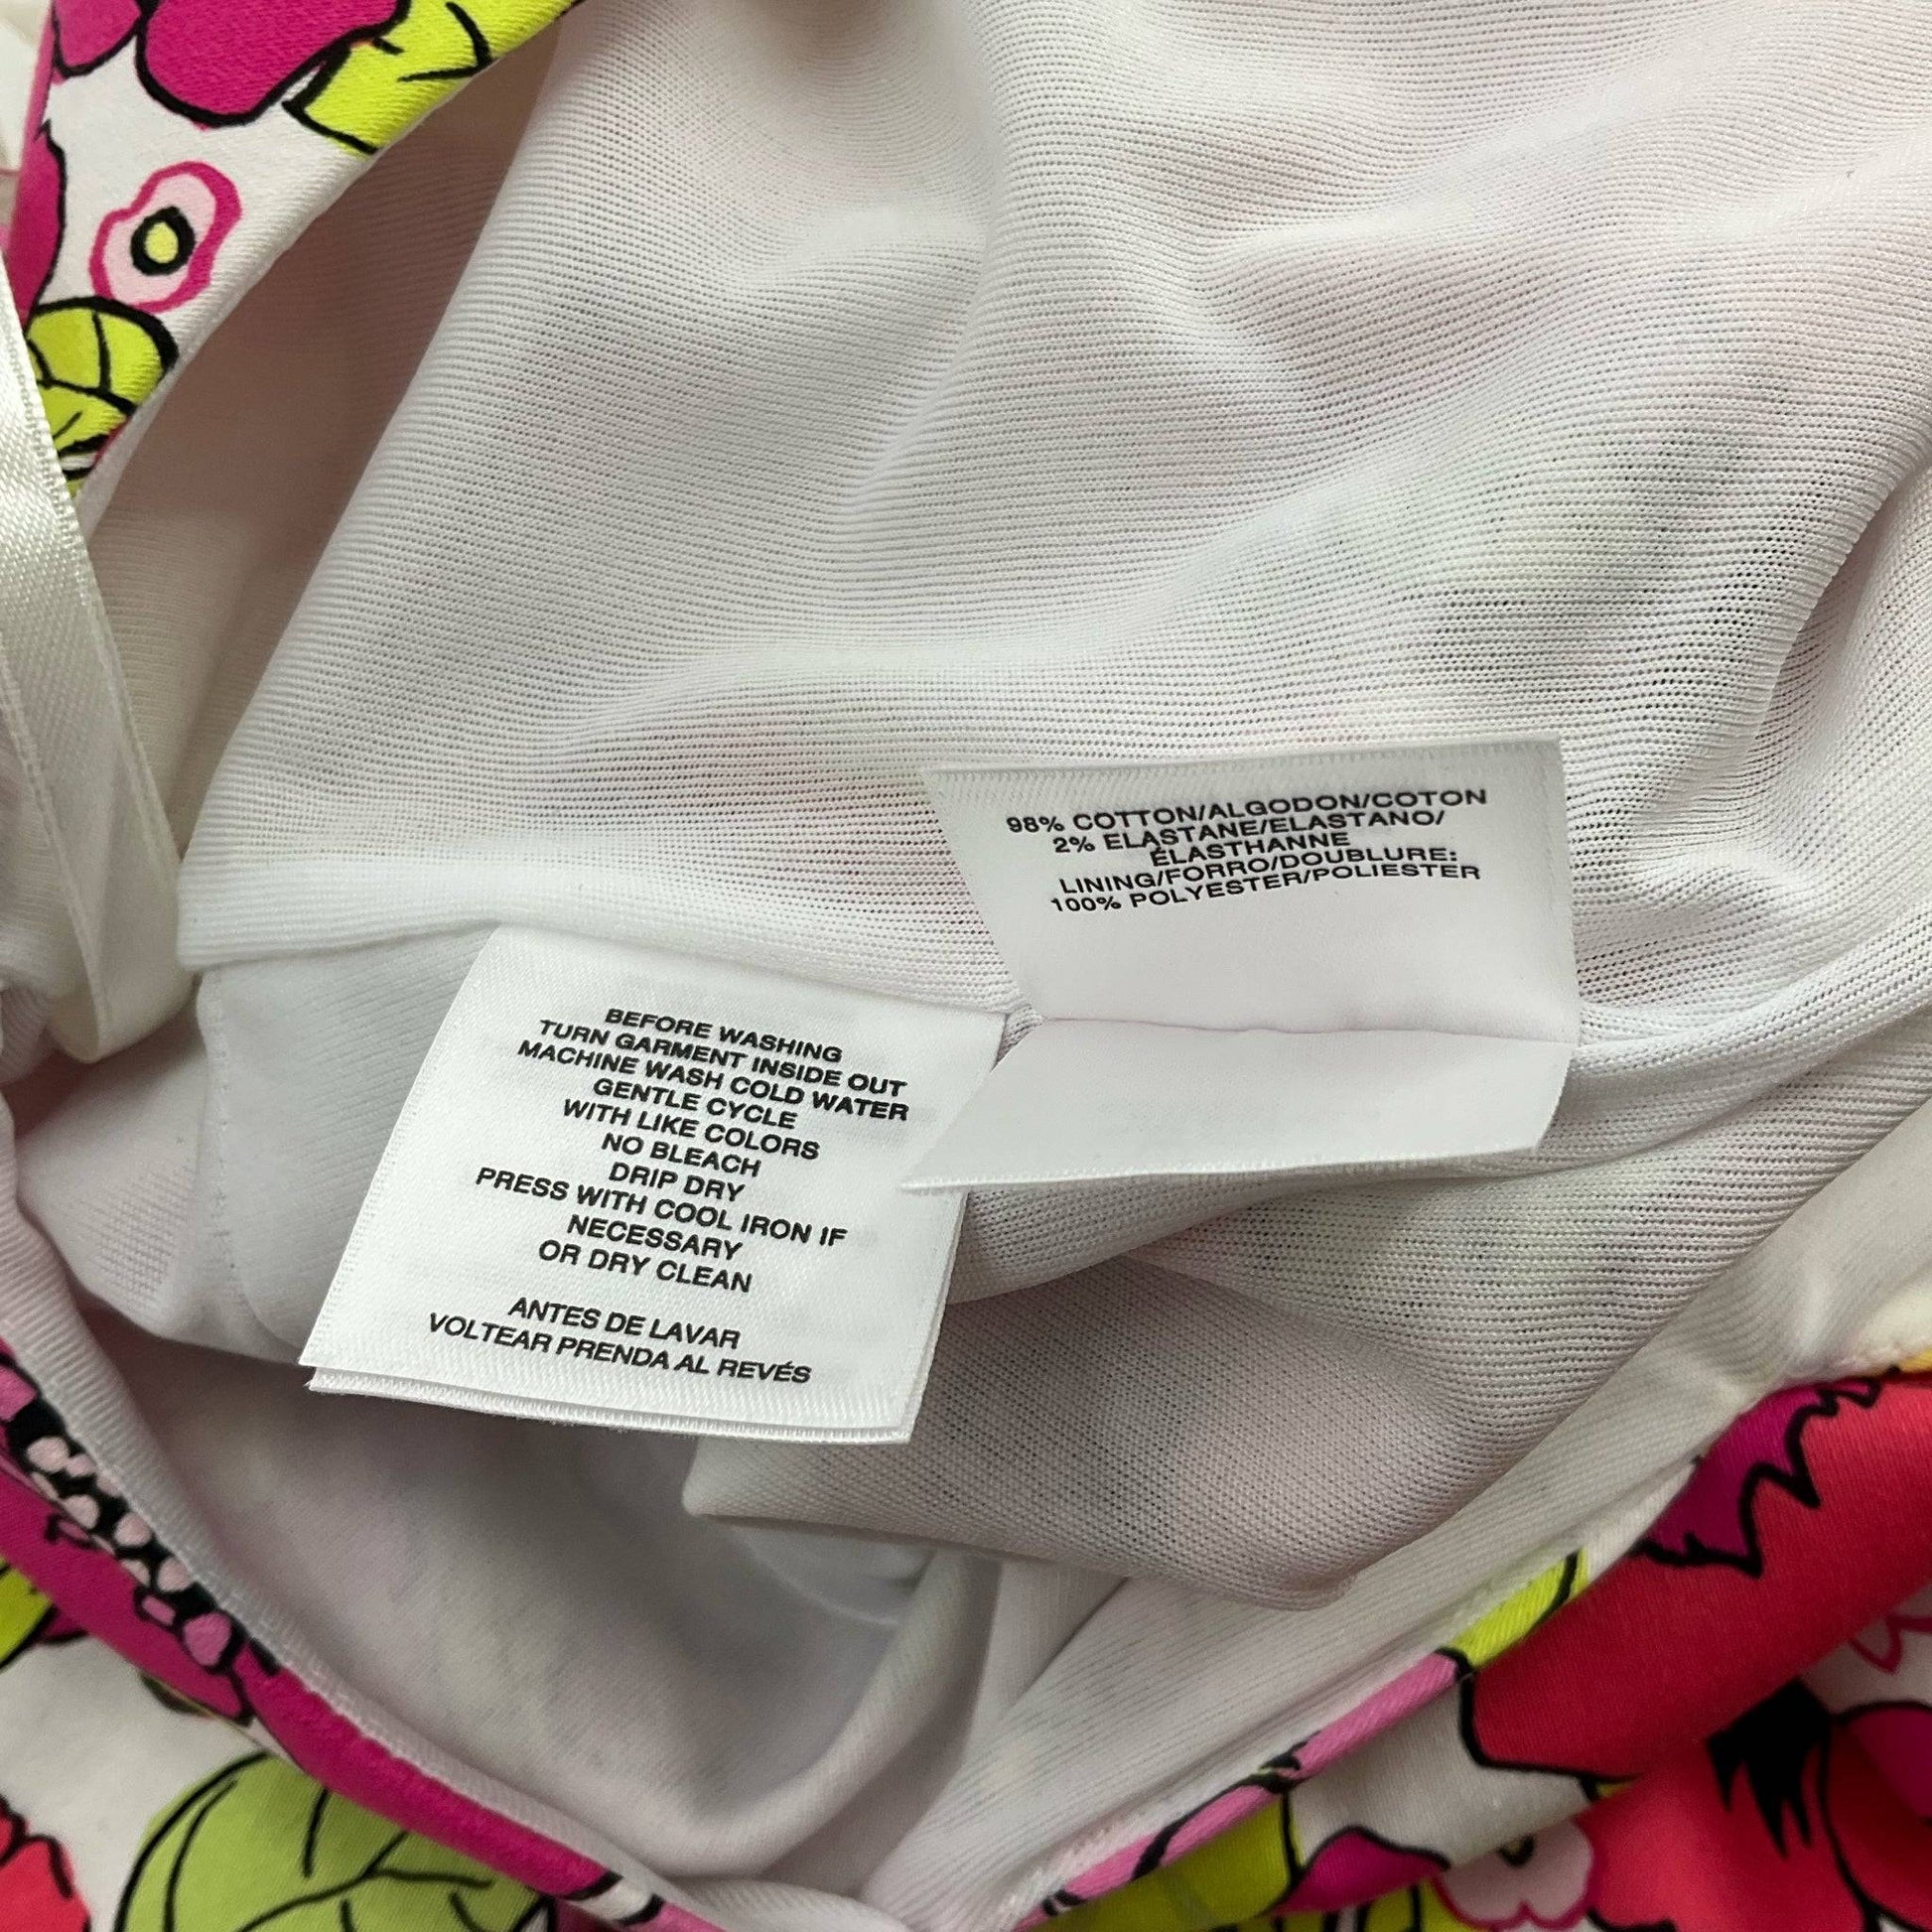 98% COTTON/ALGODON/COTON
2% ELASTANE/ELASTANO/
ÉLASTHANNE
LINING/FORRO/DOUBLURE:
100% POLYESTER/POLIESTER
BEFORE WASHING
TURN GARMENT INSIDE OUT
MACHINE WASH COLD WATER
GENTLE CYCLE
WITH LIKE COLORS
NO BLEACH
DRIP DRY
PRESS WITH COOL IRON IF
NECESSARY
OR DRY CLEAN
ANTES DE LAVAR
VOLTEAR PRENDA AL REVÉS